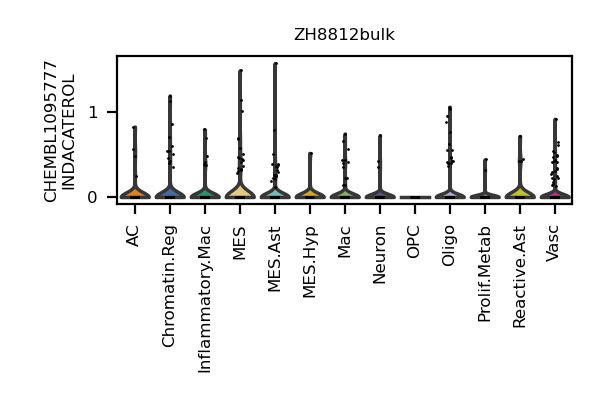 ZH8812bulk
CHEMBL1095777
INDACATEROL
1
0
AC
Chromatin.Reg
Inflammatory.Mac
MES
MES.Ast
MES.Hyp
Mac
Neuron
OPC
Oligo
Prolif.Metab
Reactive.Ast
Vasc